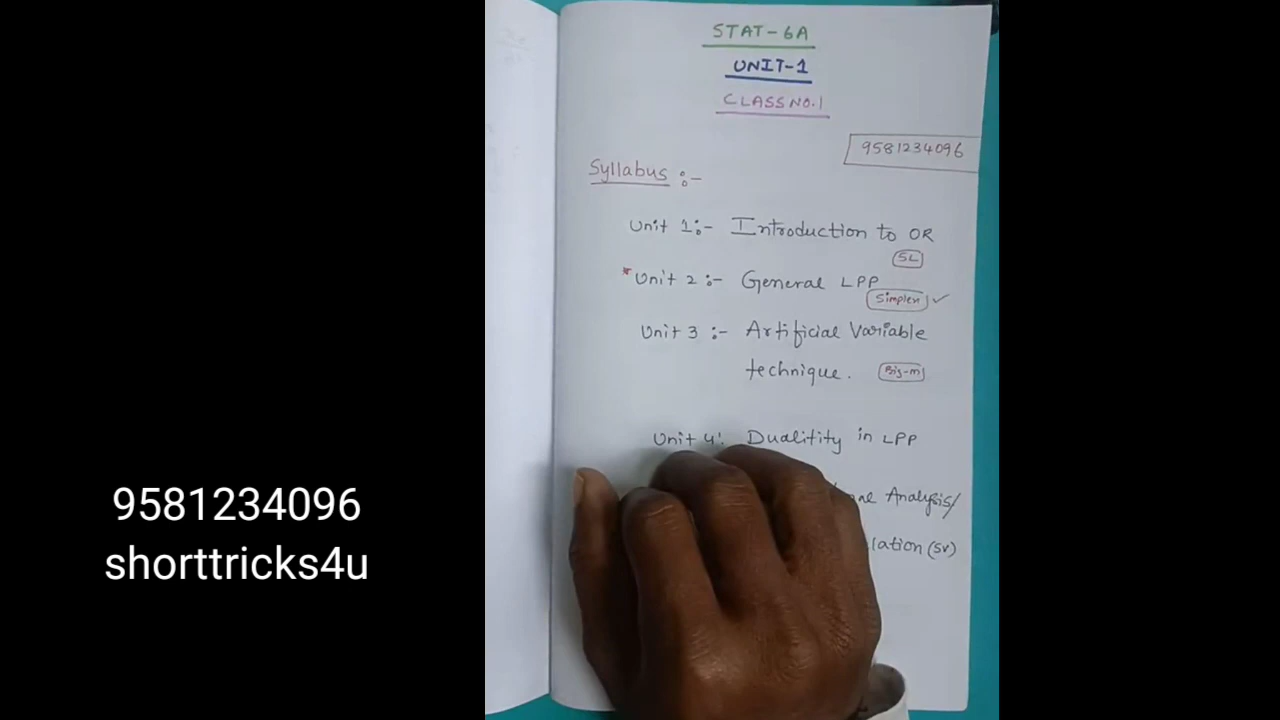 STAT-6A
UNIT-1
CLASS NO.1
9581234096
Syllabus :-
Unit 1:- Introduction to OR
SL
*Unit 2:- General LPP
Simplex ✓
Unit 3:- Artificial Variable
technique.
Big-m
Unit 4: Dualitity in LPP
Analysis/
lation (SV)
9581234096
shorttricks4u